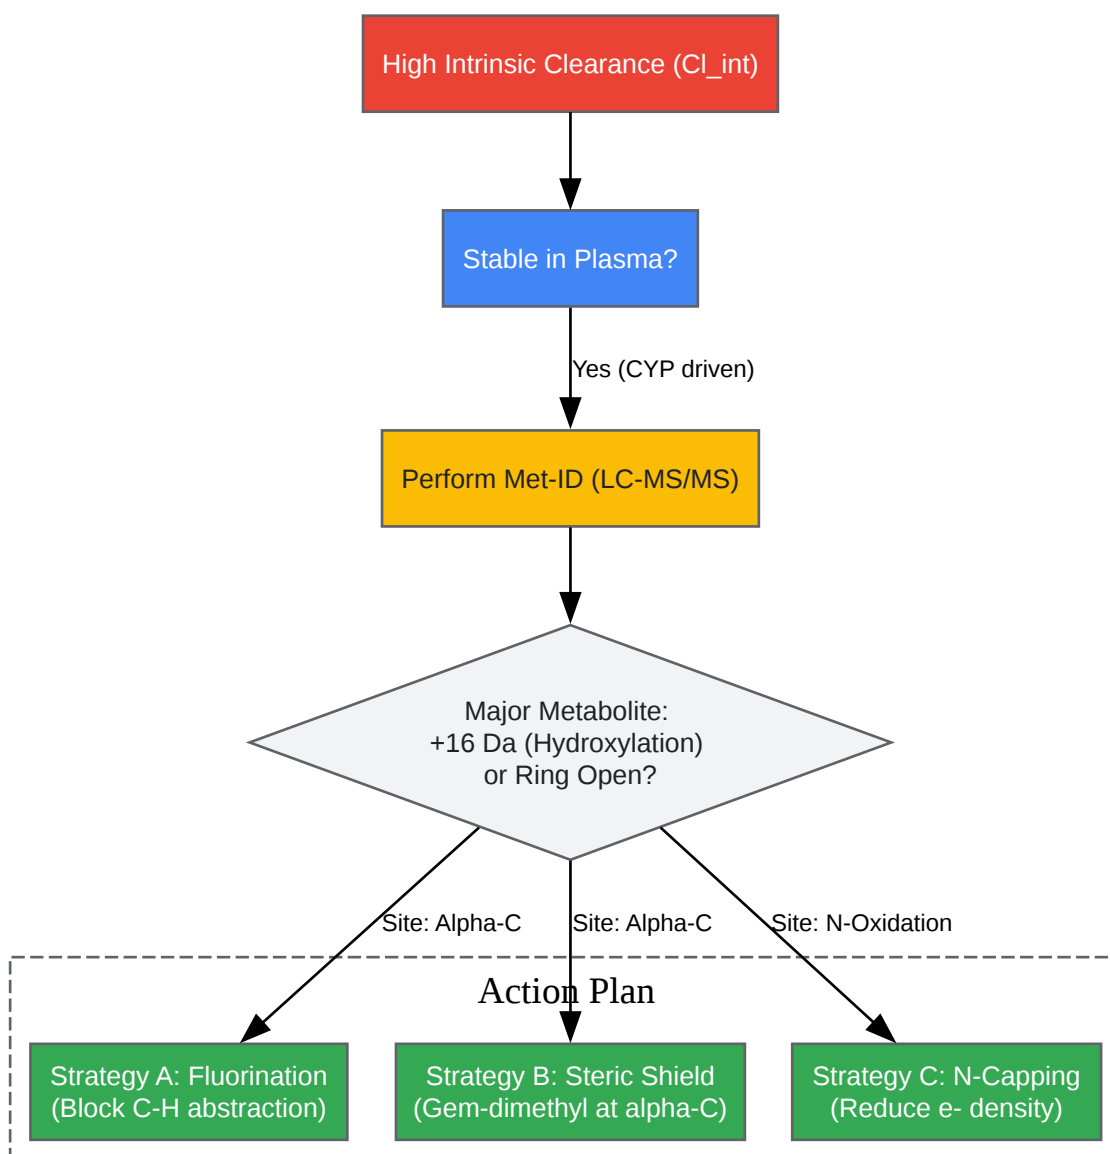 High Intrinsic Clearance (Cl_int)
Stable in Plasma?
Yes (CYP driven)
Perform Met-ID (LC-MS/MS)
Major Metabolite:
+16 Da (Hydroxylation)
or Ring Open?
Site: Alpha-C
Site: Alpha-C
Site: N-Oxidation
Action Plan
Strategy A: Fluorination
(Block C-H abstraction)
Strategy B: Steric Shield
(Gem-dimethyl at alpha-C)
Strategy C: N-Capping
(Reduce e- density)